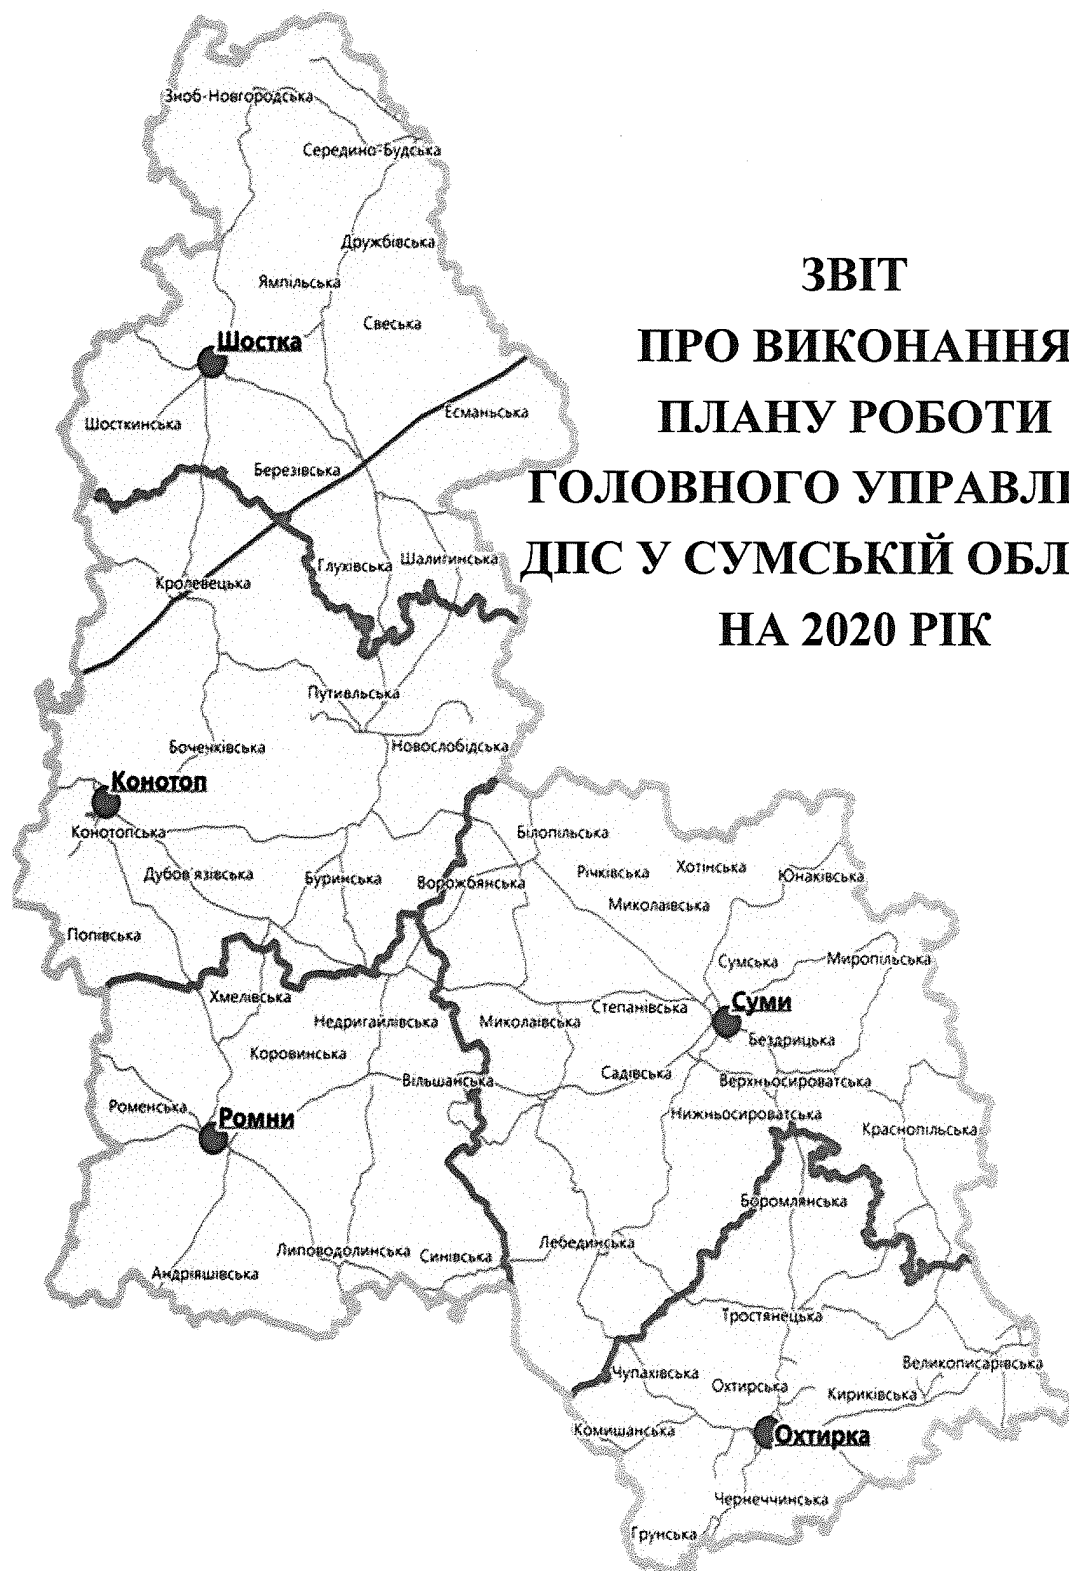 ЗВІТ
ПРО ВИКОНАННЯ
ПЛАНУ РОБОТИ
ГОЛОВНОГО УПРАВЛІ
ДПС У СУМСЬКІЙ ОБЛ
НА 2020 РІК
Зноб-Новгородська
Середино-Будська
Дружбівська
Ямпільська
Свеська
Шостка
Есманьська
Шосткинська
Березівська
Шалигинська
Глухівська
Кролевецька
Путивльська
Новослобідська
Боченківська
Конотоп
Конотопська
Білопільська
Дубов'язівська
Буринська
Ворожбянська
Річківська
Хотінська
Юнаківська
Миколаївська
Попівська
Сумська
Миропільська
Хмелівська
Суми
Степанівська
Недригайлівська
Миколаївська
Бездрицька
Коровинська
Садівська
Вільшанська
Верхньосироватська
Роменська
Ромни
Нижньосироватська
Краснопільська
Боромлянська
Лебединська
Липоводолинська
Синівська
Андріяшівська
Тростянецька
Великописарівська
Чупахівська
Охтирська
Кириківська
Комишанська
Охтирка
Чернеччинська
Грунська